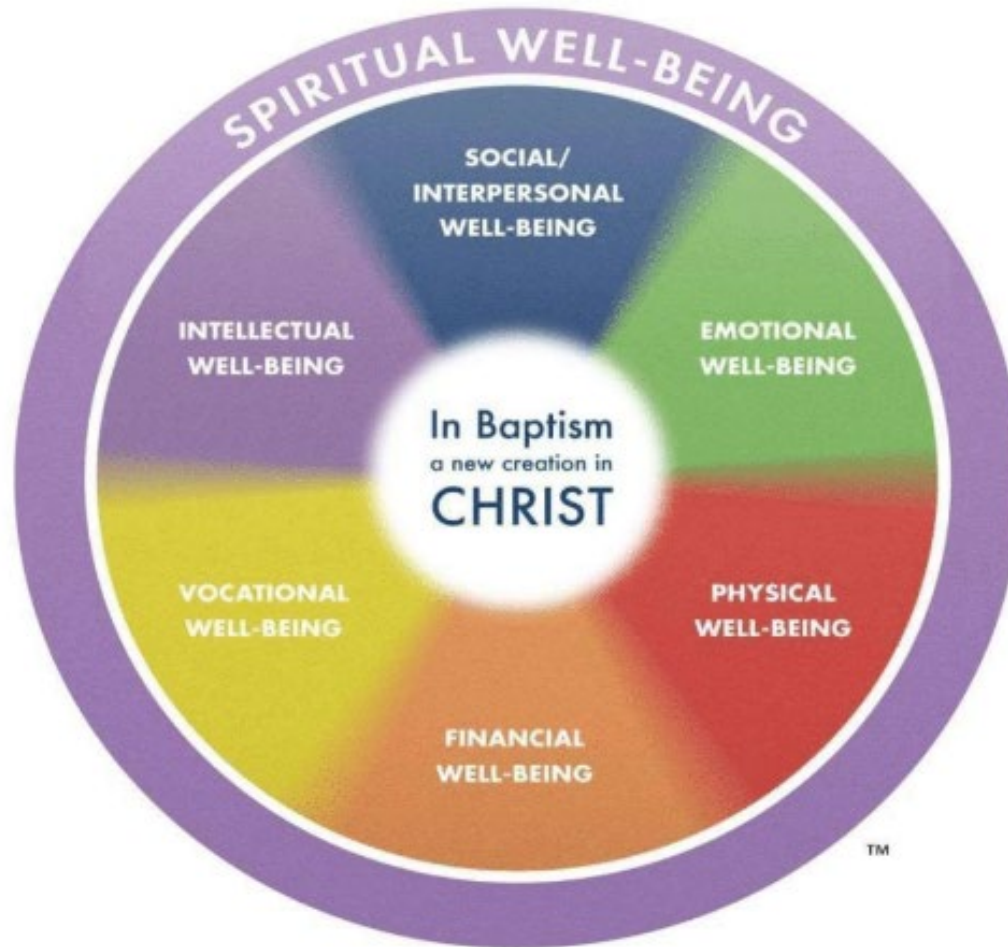 SPIRITUAL WELL-BEING
SOCIAL/
INTERPERSONAL
WELL-BEING
INTELLECTUAL
WELL-BEING
EMOTIONAL
WELL-BEING
In Baptism
a new creation in
CHRIST
VOCATIONAL
WELL-BEING
PHYSICAL
WELL-BEING
FINANCIAL
WELL-BEING
TM